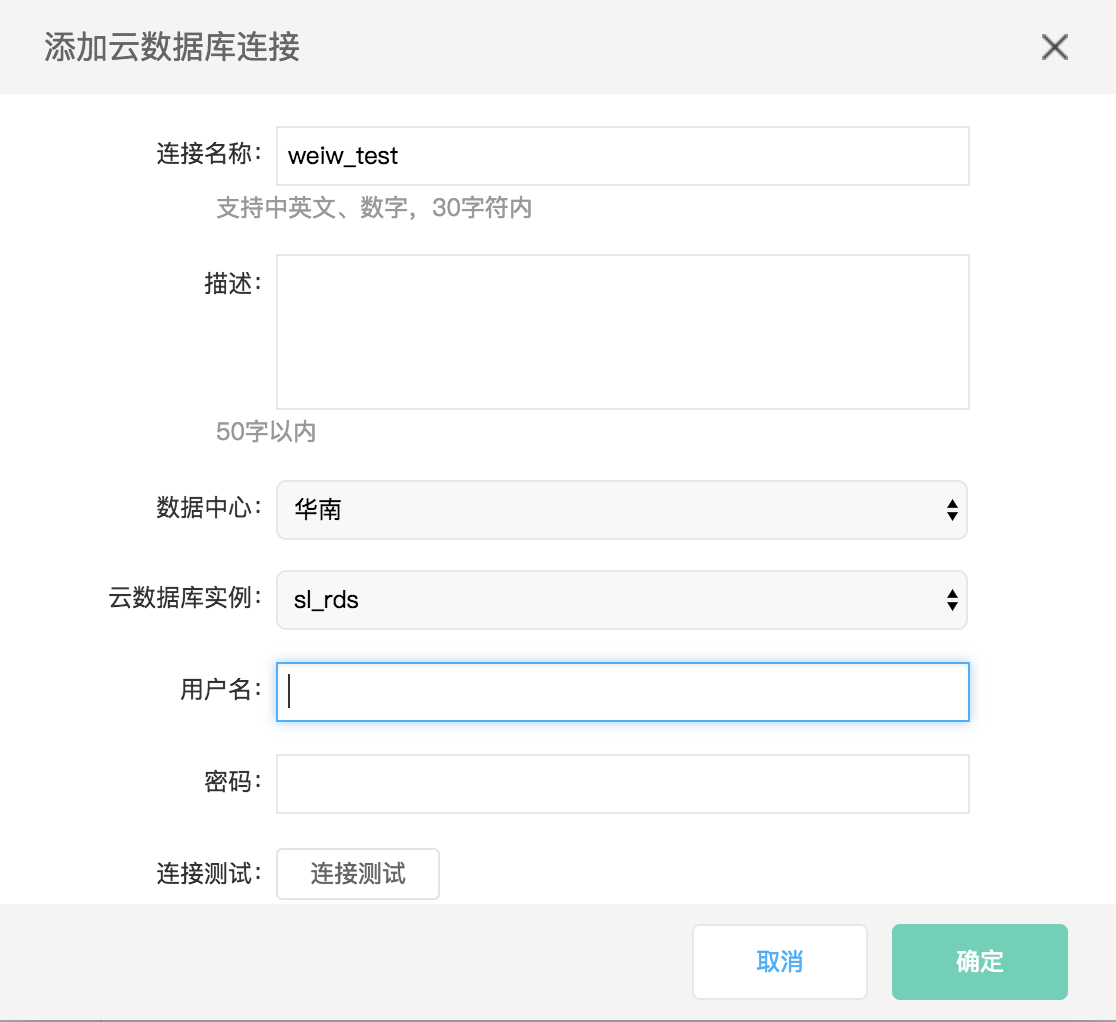 添加云数据库连接
连接名称： weiw_test
支持中英文、数字，30字符内
描述：
50字以内
数据中心： 华南
云数据库实例： sl_rds
用户名：
密码：
连接测试： 连接测试
取消 确定